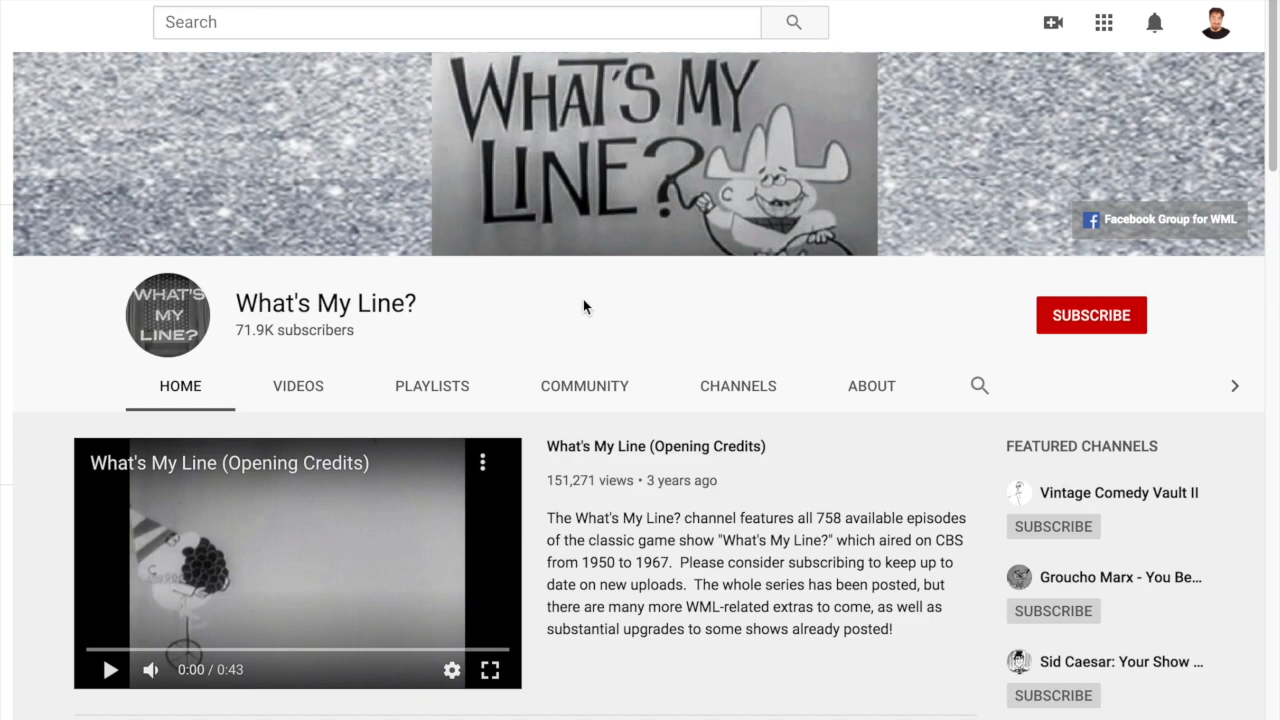 Search
WHAT'S MY
LINE?
Facebook Group for WML
WHAT'S
MY
LINE?
What's My Line?
71.9K subscribers
SUBSCRIBE
HOME
VIDEOS
PLAYLISTS
COMMUNITY
CHANNELS
ABOUT
What's My Line (Opening Credits)
0:00 / 0:43
What's My Line (Opening Credits)
151,271 views • 3 years ago
The What's My Line? channel features all 758 available episodes
of the classic game show "What's My Line?" which aired on CBS
from 1950 to 1967. Please consider subscribing to keep up to
date on new uploads. The whole series has been posted, but
there are many more WML-related extras to come, as well as
substantial upgrades to some shows already posted!
FEATURED CHANNELS
Vintage Comedy Vault II
SUBSCRIBE
Groucho Marx - You Be...
SUBSCRIBE
Sid Caesar: Your Show ...
SUBSCRIBE